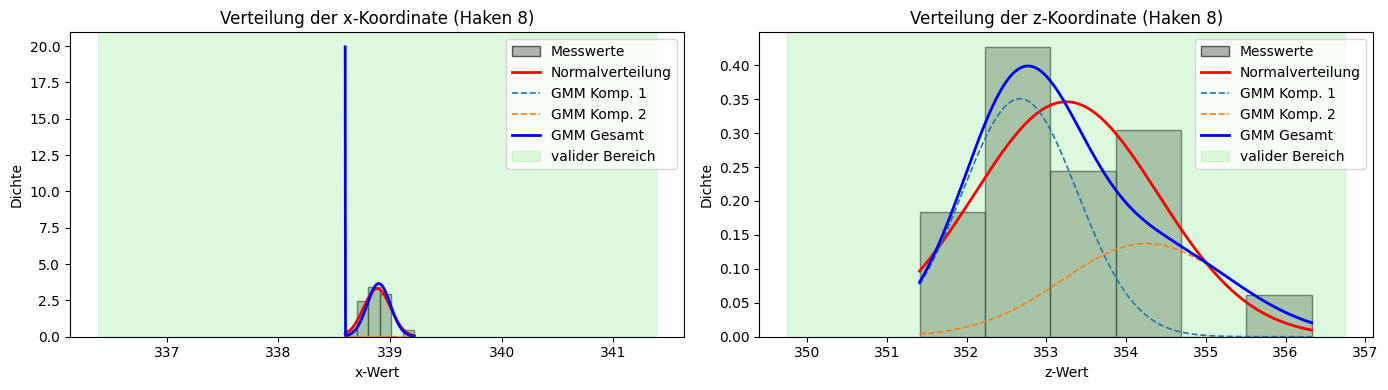 Verteilung der x-Koordinate (Haken 8)
20.0
17.5
15.0
12.5
10.0
7.5
5.0
2.5
0.0
Dichte
337
338
339
340
341
x-Wert
Messwerte
Normalverteilung
GMM Komp. 1
GMM Komp. 2
GMM Gesamt
valider Bereich
Verteilung der z-Koordinate (Haken 8)
0.40
0.35
0.30
0.25
0.20
0.15
0.10
0.05
0.00
Dichte
350
351
352
353
354
355
356
357
z-Wert
Messwerte
Normalverteilung
GMM Komp. 1
GMM Komp. 2
GMM Gesamt
valider Bereich